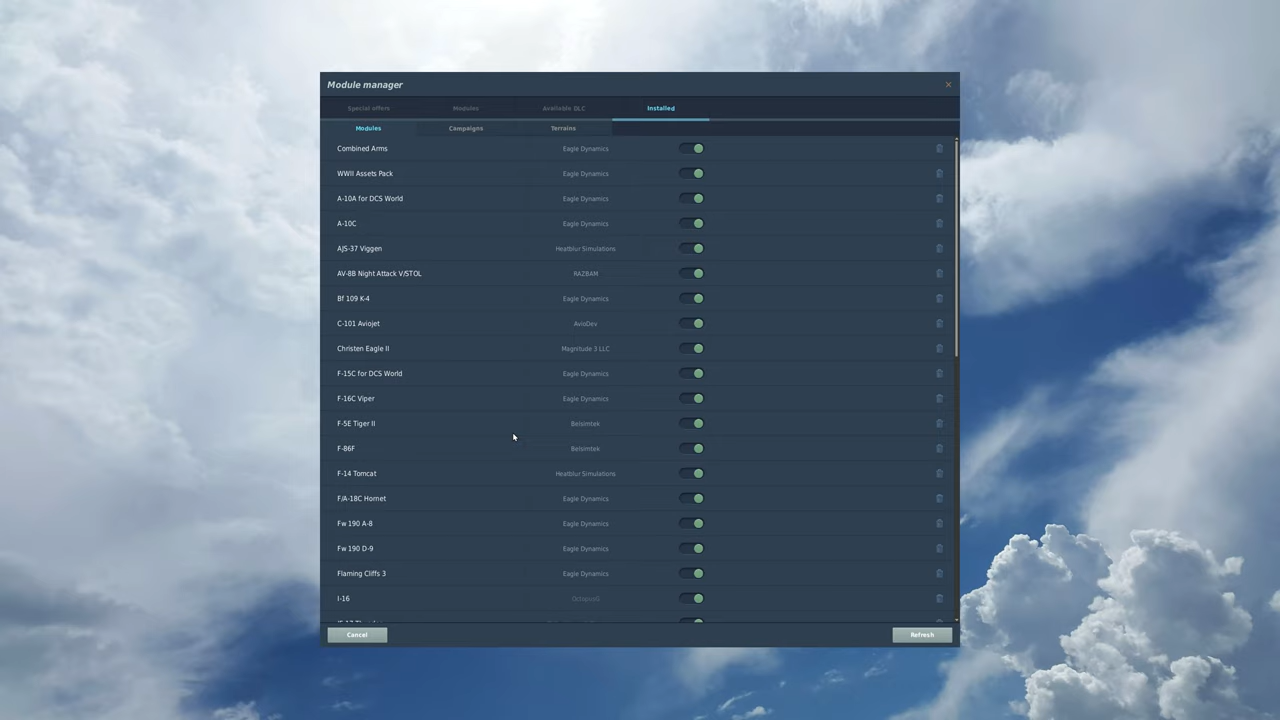 Module manager
Special offers Modules Available DLC Installed
Modules Campaigns Terrains
Combined Arms Eagle Dynamics
WWII Assets Pack Eagle Dynamics
A-10A for DCS World Eagle Dynamics
A-10C Eagle Dynamics
AJS-37 Viggen Heatblur Simulations
AV-8B Night Attack V/STOL RAZBAM
Bf 109 K-4 Eagle Dynamics
C-101 Aviojet AvioDev
Christen Eagle II Magnitude 3 LLC
F-15C for DCS World Eagle Dynamics
F-16C Viper Eagle Dynamics
F-5E Tiger II Belsimtek
F-86F Belsimtek
F-14 Tomcat Heatblur Simulations
F/A-18C Hornet Eagle Dynamics
Fw 190 A-8 Eagle Dynamics
Fw 190 D-9 Eagle Dynamics
Flaming Cliffs 3 Eagle Dynamics
I-16 OctopusG
Cancel Refresh